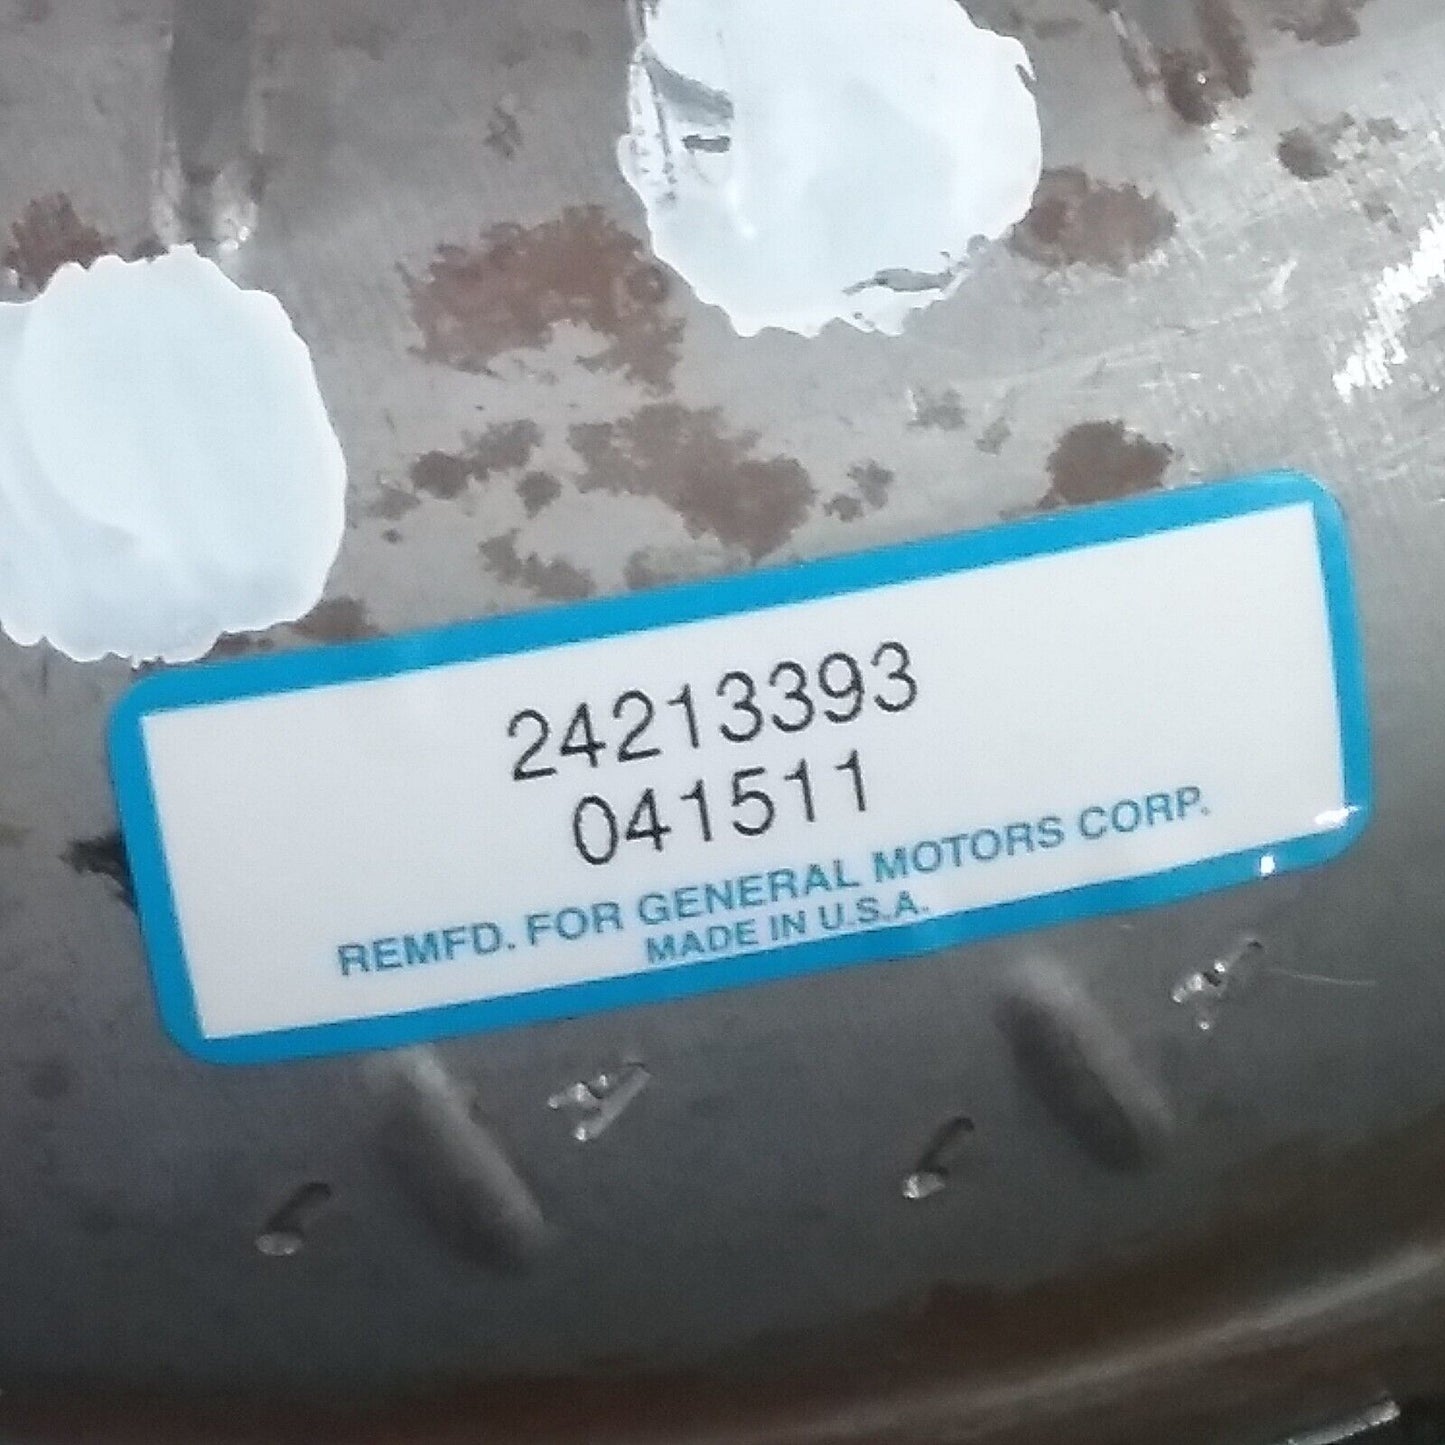 24213393
041511
REMFD. FOR GENERAL MOTORS CORP.
MADE IN U.S.A.